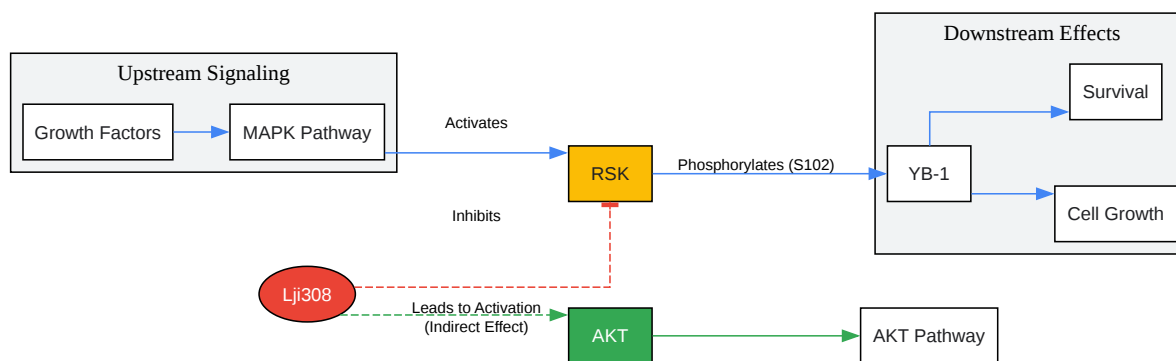 Downstream Effects
Upstream Signaling
Survival
Growth Factors
MAPK Pathway
Activates
RSK
Phosphorylates (S102)
YB-1
Inhibits
Cell Growth
Lji308
Leads to Activation
(Indirect Effect)
AKT
AKT Pathway